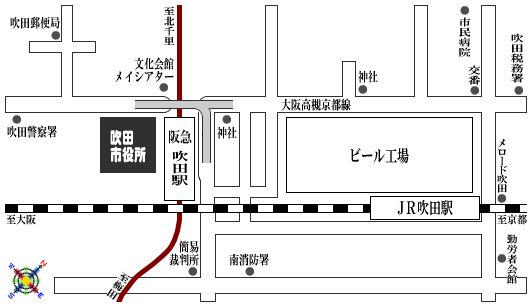 吹田郵便局
至北千里
市民病院
吹田税務署
交番
文化会館
メイシアター
神社
大阪高槻京都線
吹田警察署
吹田
市役所
阪急
吹田駅
神社
ビール工場
メロード吹田
JR吹田駅
至大阪
至京都
簡易
裁判所
南消防署
勤労者会館
至梅田
N
E
S
W